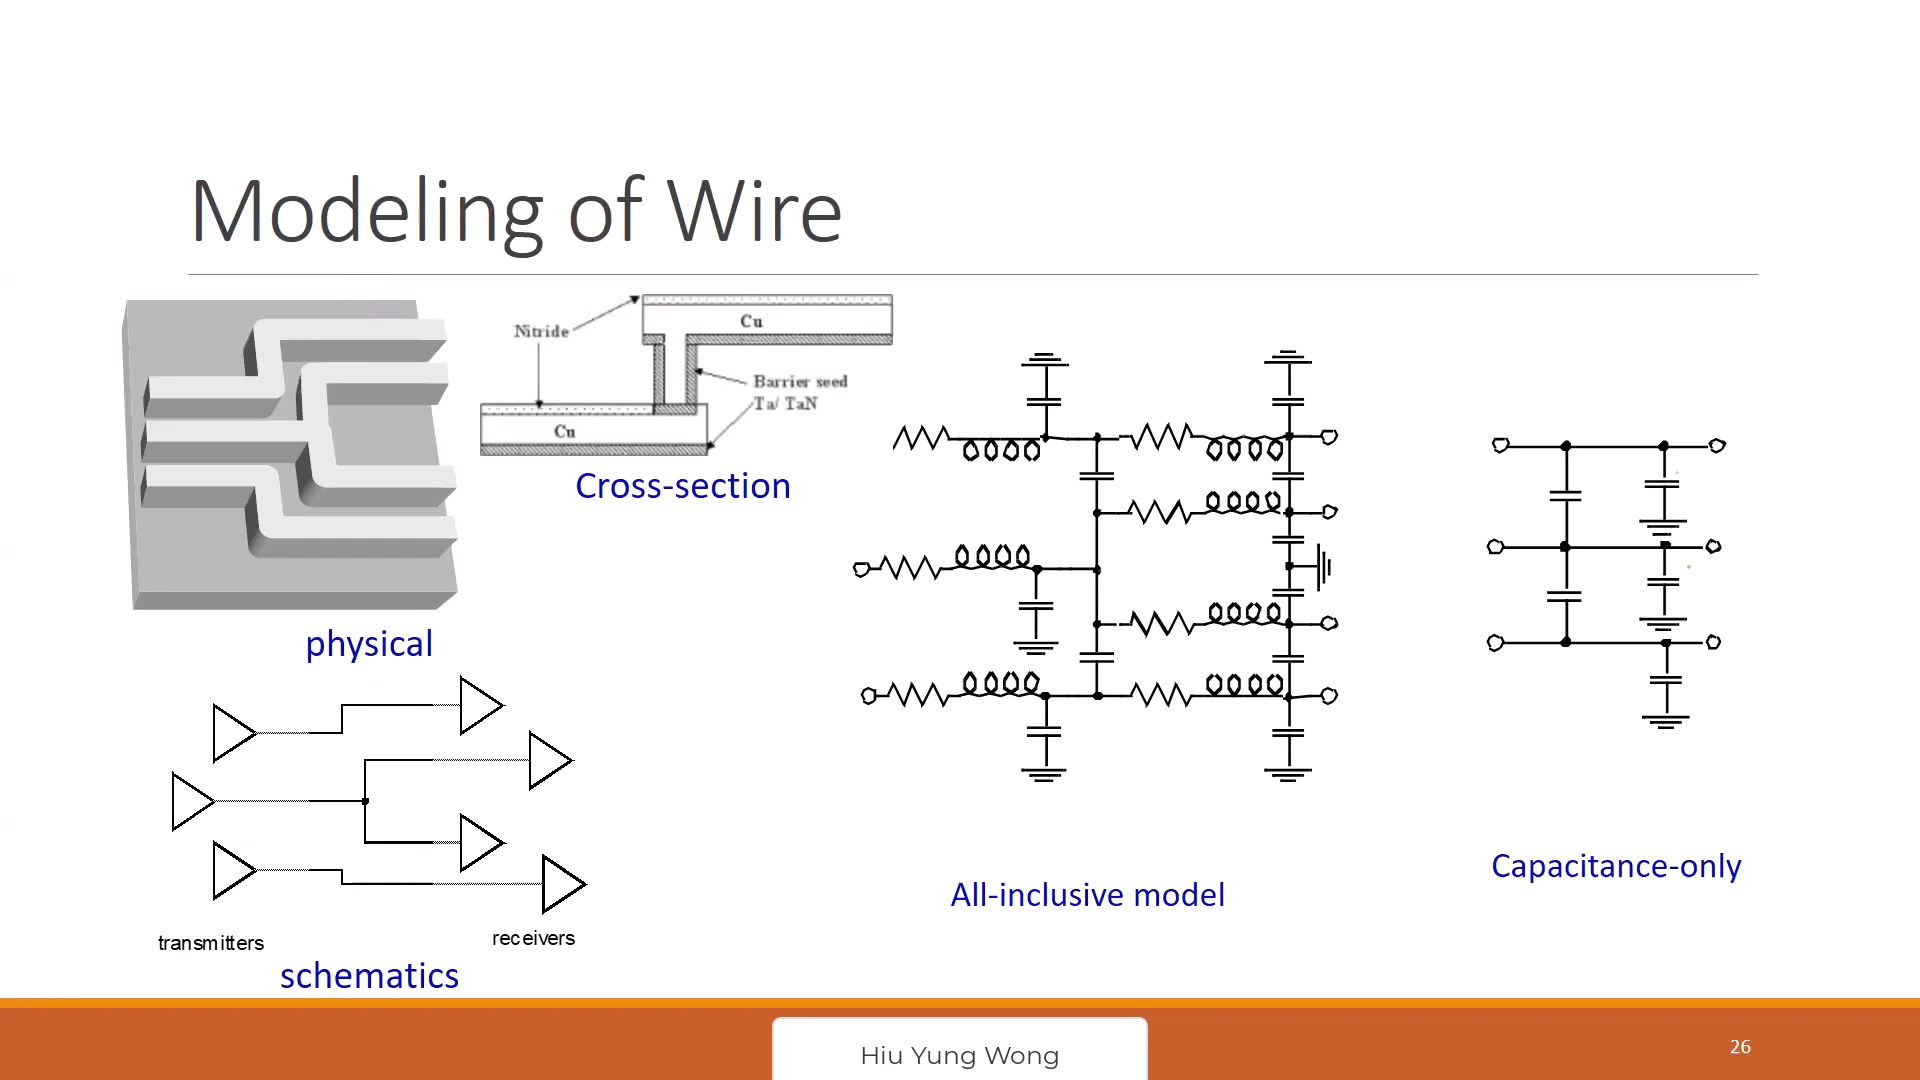 Modeling of Wire
Nitride
Cu
Barrier seed
Ta/ TaN
Cu
Cross-section
physical
transmitters
receivers
schematics
All-inclusive model
Capacitance-only
Hiu Yung Wong
26